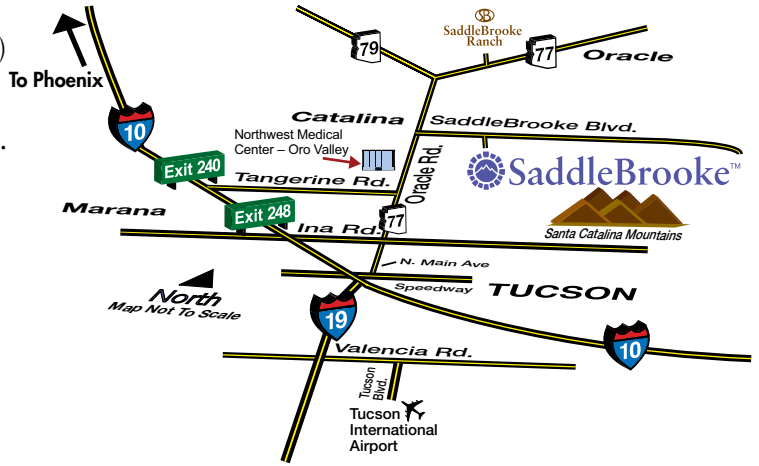 )
.
To Phoenix
79
SB
SaddleBrooke
Ranch
77
Oracle
10
Catalina
SaddleBrooke Blvd.
Northwest Medical
Center – Oro Valley
Exit 240
Tangerine Rd.
Oracle Rd.
SaddleBrooke™
Marana
Exit 248
Ina Rd.
77
Santa Catalina Mountains
N. Main Ave
Speedway
TUCSON
North
Map Not To Scale
19
10
Valencia Rd.
Tucson
Blvd.
Tucson
International
Airport